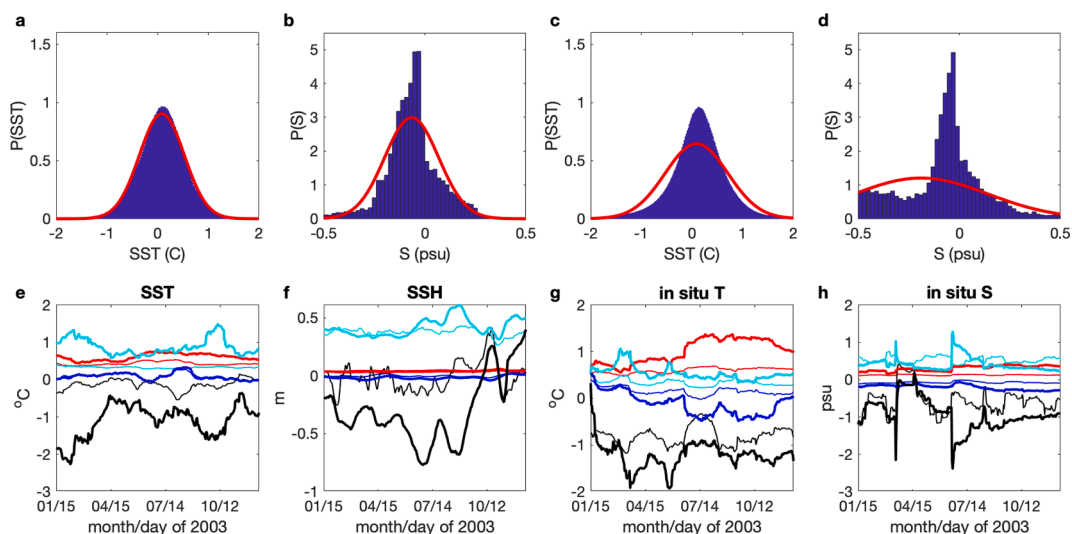 a b c d
1.5 5 1.5 5
P(SST) P(S) P(SST) P(S)
1 4 1 4
3 3
0.5 2 0.5 2
1 1
0 0 0 0
-2 -1 0 1 2 -0.5 0 0.5 -2 -1 0 1 2 -0.5 0 0.5
SST (C) S (psu) SST (C) S (psu)
e SST f SSH g in situ T h in situ S
2 0.5 2 2
1 1 1
0 0 0 0
°C m °C psu
-1 -0.5 -1 -1
-2 -2
-3 -1 -2 -3
01/15 04/15 07/14 10/12 01/15 04/15 07/14 10/12 01/15 04/15 07/14 10/12 01/15 04/15 07/14 10/12
month/day of 2003 month/day of 2003 month/day of 2003 month/day of 2003